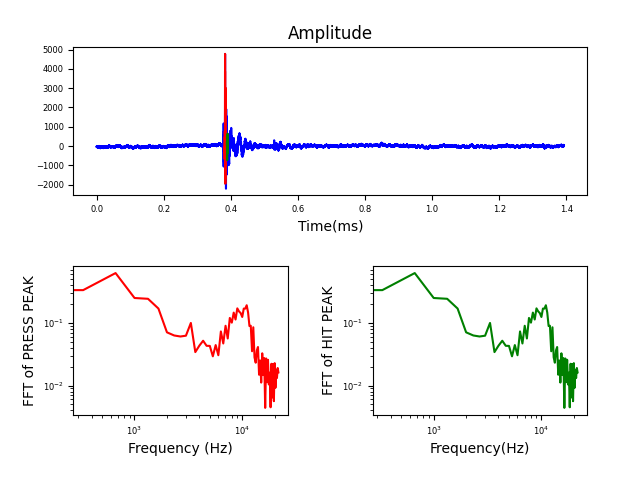 Amplitude
5000
4000
3000
2000
1000
0
−1000
−2000
0.0 0.2 0.4 0.6 0.8 1.0 1.2 1.4
Time(ms)
FFT of PRESS PEAK
10⁻¹
10⁻²
10³ 10⁴
Frequency (Hz)
FFT of HIT PEAK
10⁻¹
10⁻²
10³ 10⁴
Frequency(Hz)